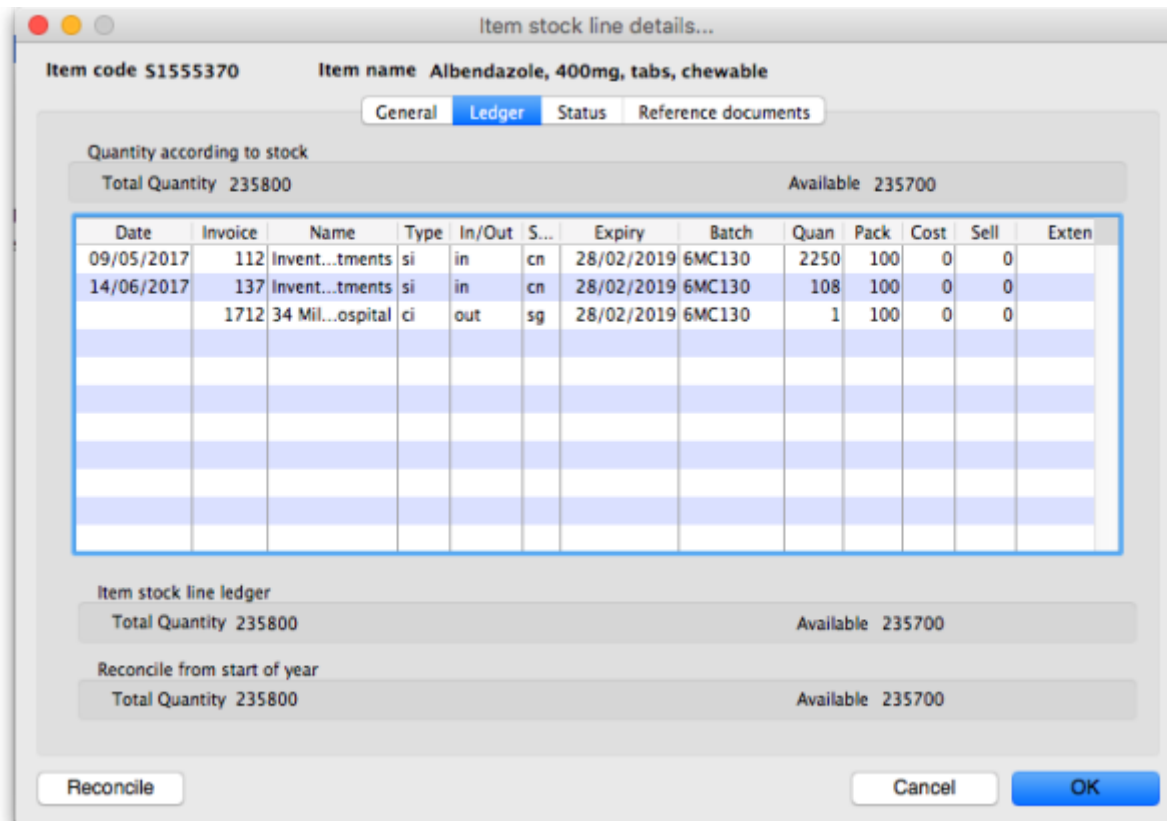 Item stock line details...
Item code S1555370 Item name Albendazole, 400mg, tabs, chewable
General Ledger Status Reference documents
Quantity according to stock
Total Quantity 235800 Available 235700
Date Invoice Name Type In/Out S... Expiry Batch Quan Pack Cost Sell Exten
09/05/2017 112 Invent...tments si in cn 28/02/2019 6MC130 2250 100 0 0
14/06/2017 137 Invent...tments si in cn 28/02/2019 6MC130 108 100 0 0
1712 34 Mil...ospital ci out sg 28/02/2019 6MC130 1 100 0 0
Item stock line ledger
Total Quantity 235800 Available 235700
Reconcile from start of year
Total Quantity 235800 Available 235700
Reconcile Cancel OK